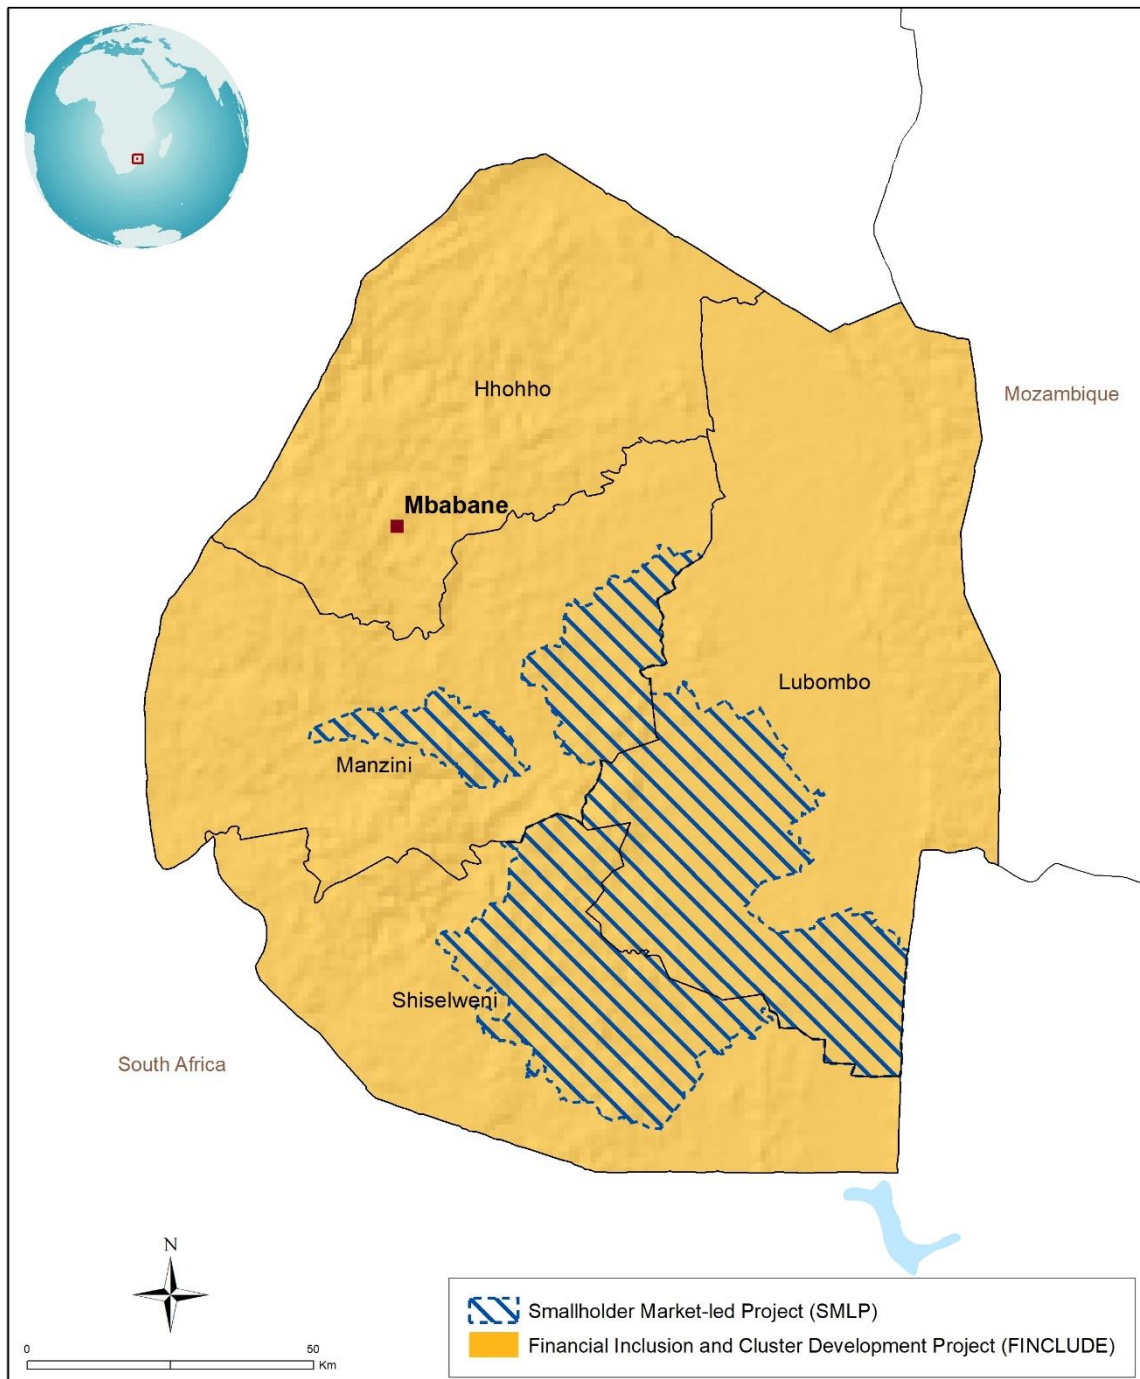 Hhohho
Mozambique
Mbabane
Lubombo
Manzini
Shiselweni
South Africa
N
0 50
Km
Smallholder Market-led Project (SMLP)
Financial Inclusion and Cluster Development Project (FINCLUDE)